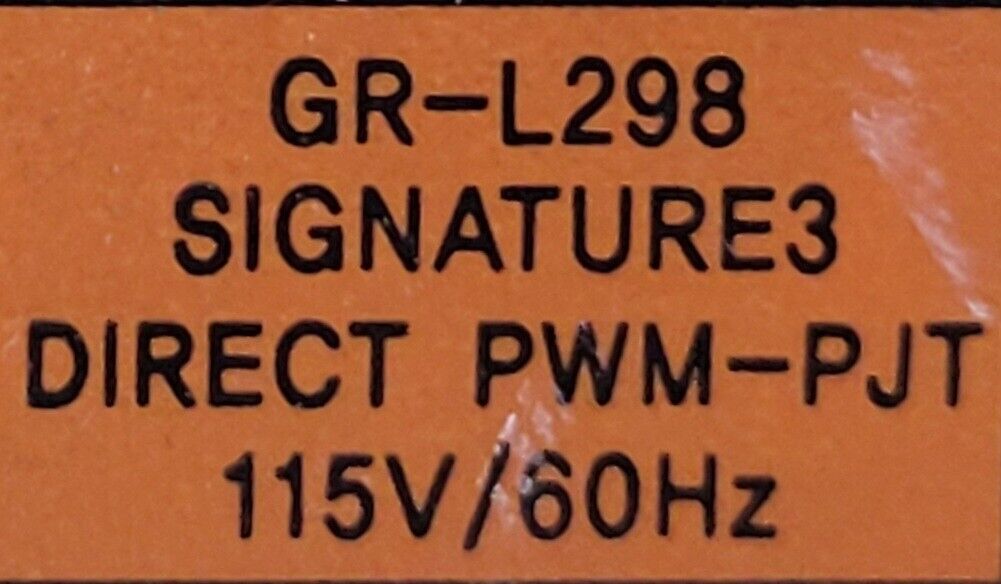 GR-L298
SIGNATURE3
DIRECT PWM-PJT
115V/60Hz